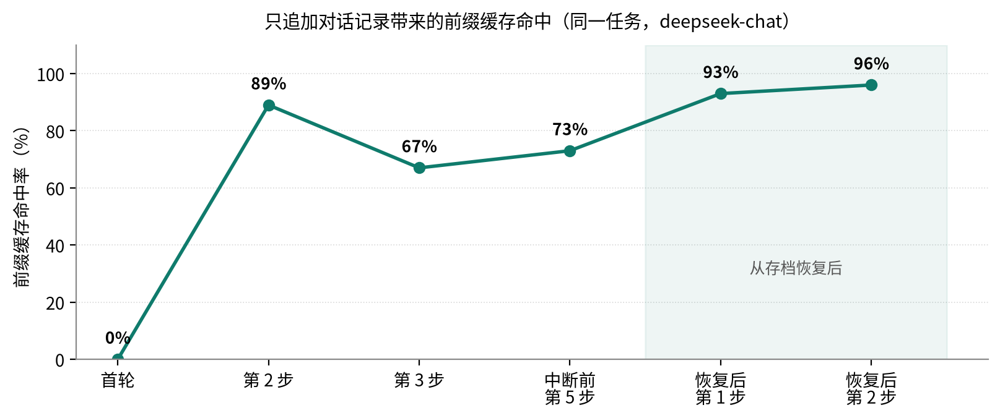 只追加对话记录带来的前缀缓存命中（同一任务，deepseek-chat）
前缀缓存命中率（%）
100
80
60
40
20
0
0%
89%
67%
73%
93%
96%
从存档恢复后
首轮
第 2 步
第 3 步
中断前
第 5 步
恢复后
第 1 步
恢复后
第 2 步